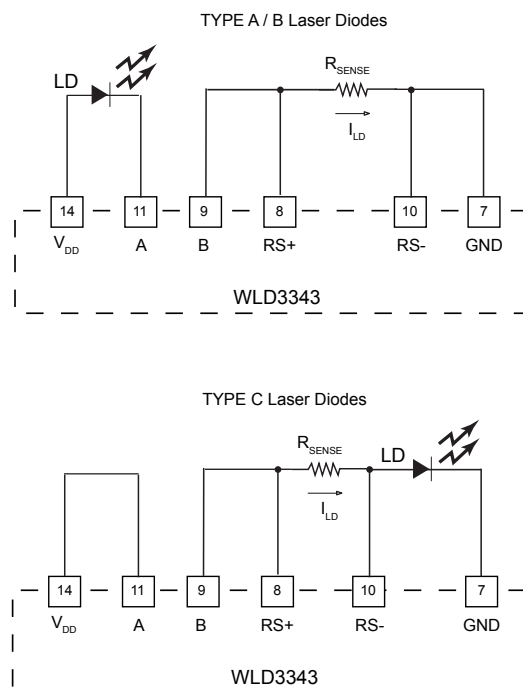 TYPE A / B Laser Diodes
LD
RSENSE
ILD
14 11 9 8 10 7
VDD A B RS+ RS- GND
WLD3343
TYPE C Laser Diodes
RSENSE
LD
ILD
14 11 9 8 10 7
VDD A B RS+ RS- GND
WLD3343